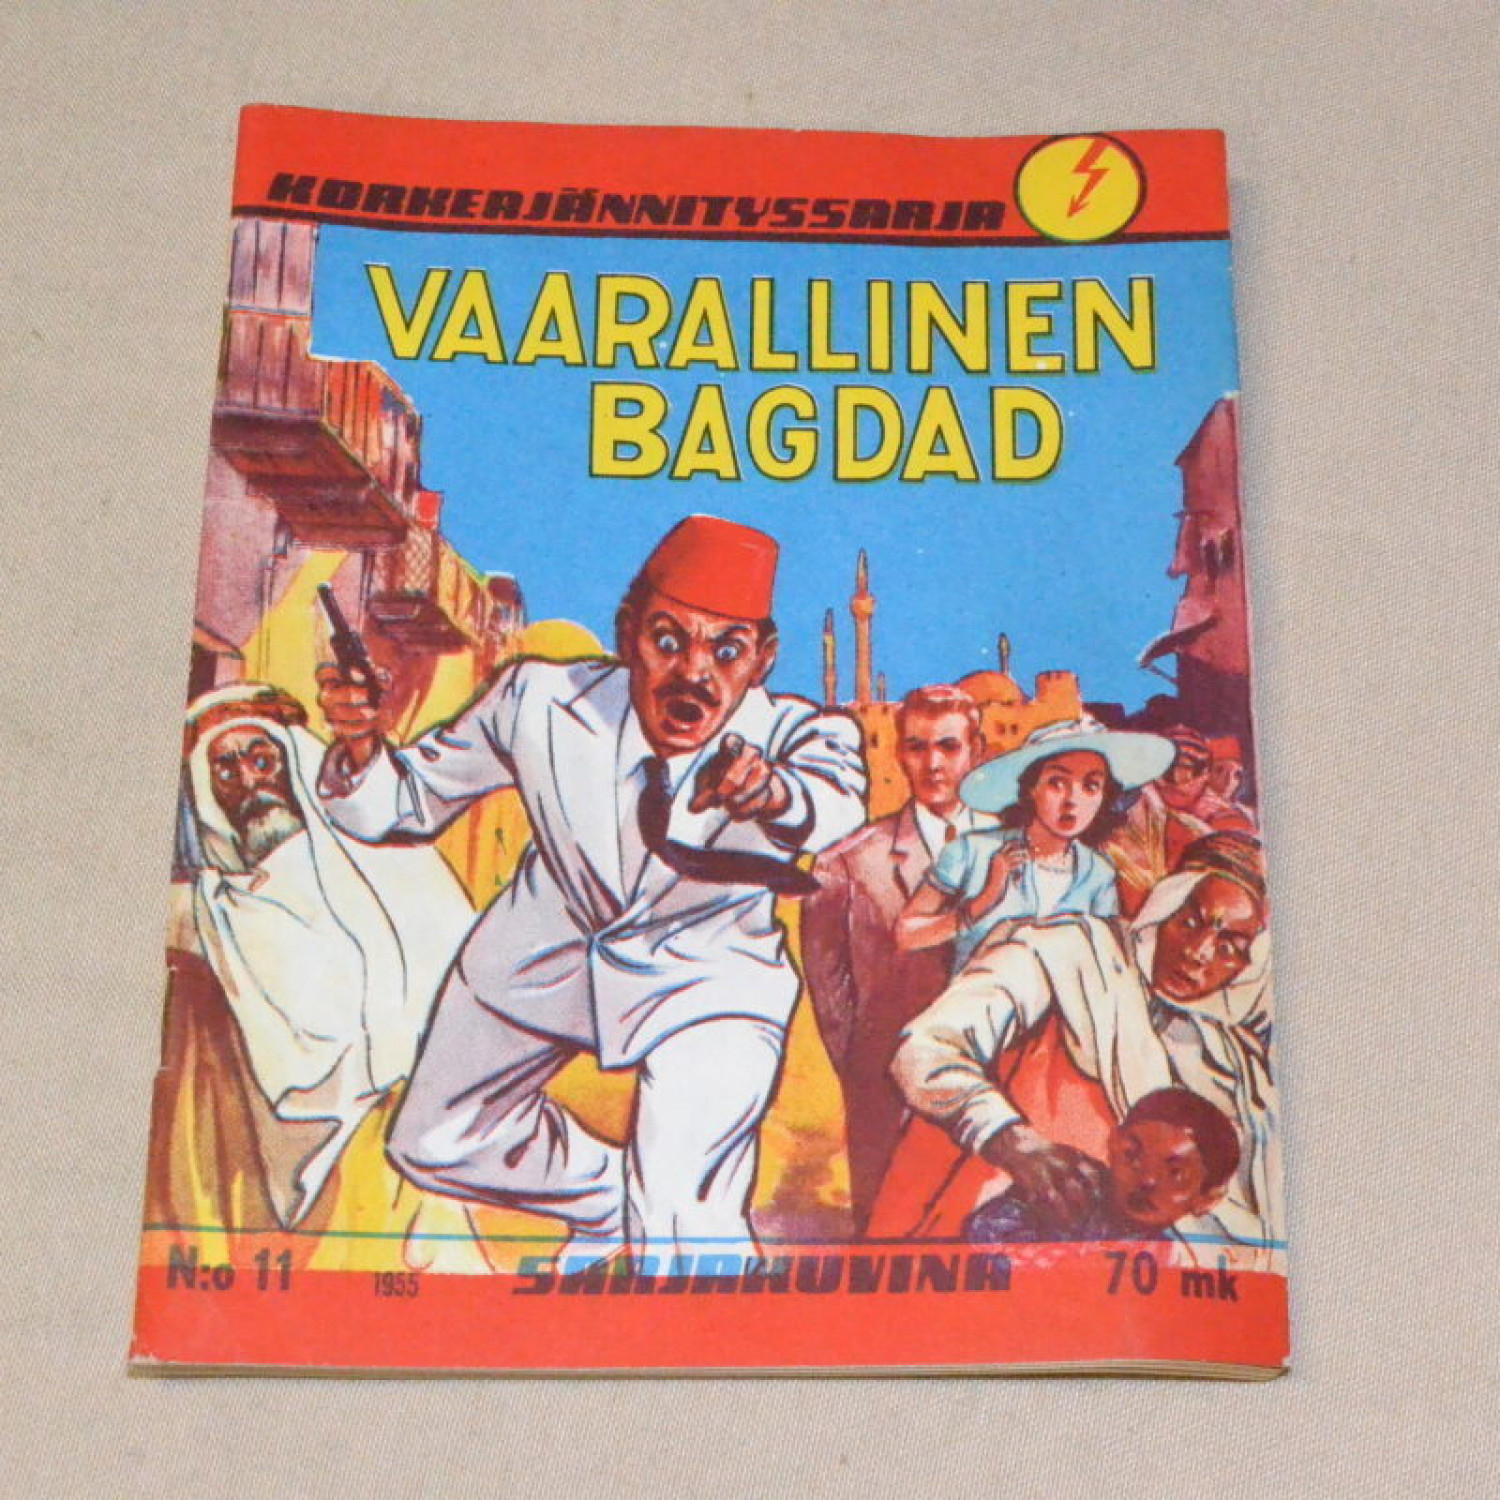 KORKEAJÄNNITYSSARJA
VAARALLINEN
BAGDAD
N:o 11 1955 SARJAKUVINA 70 mk